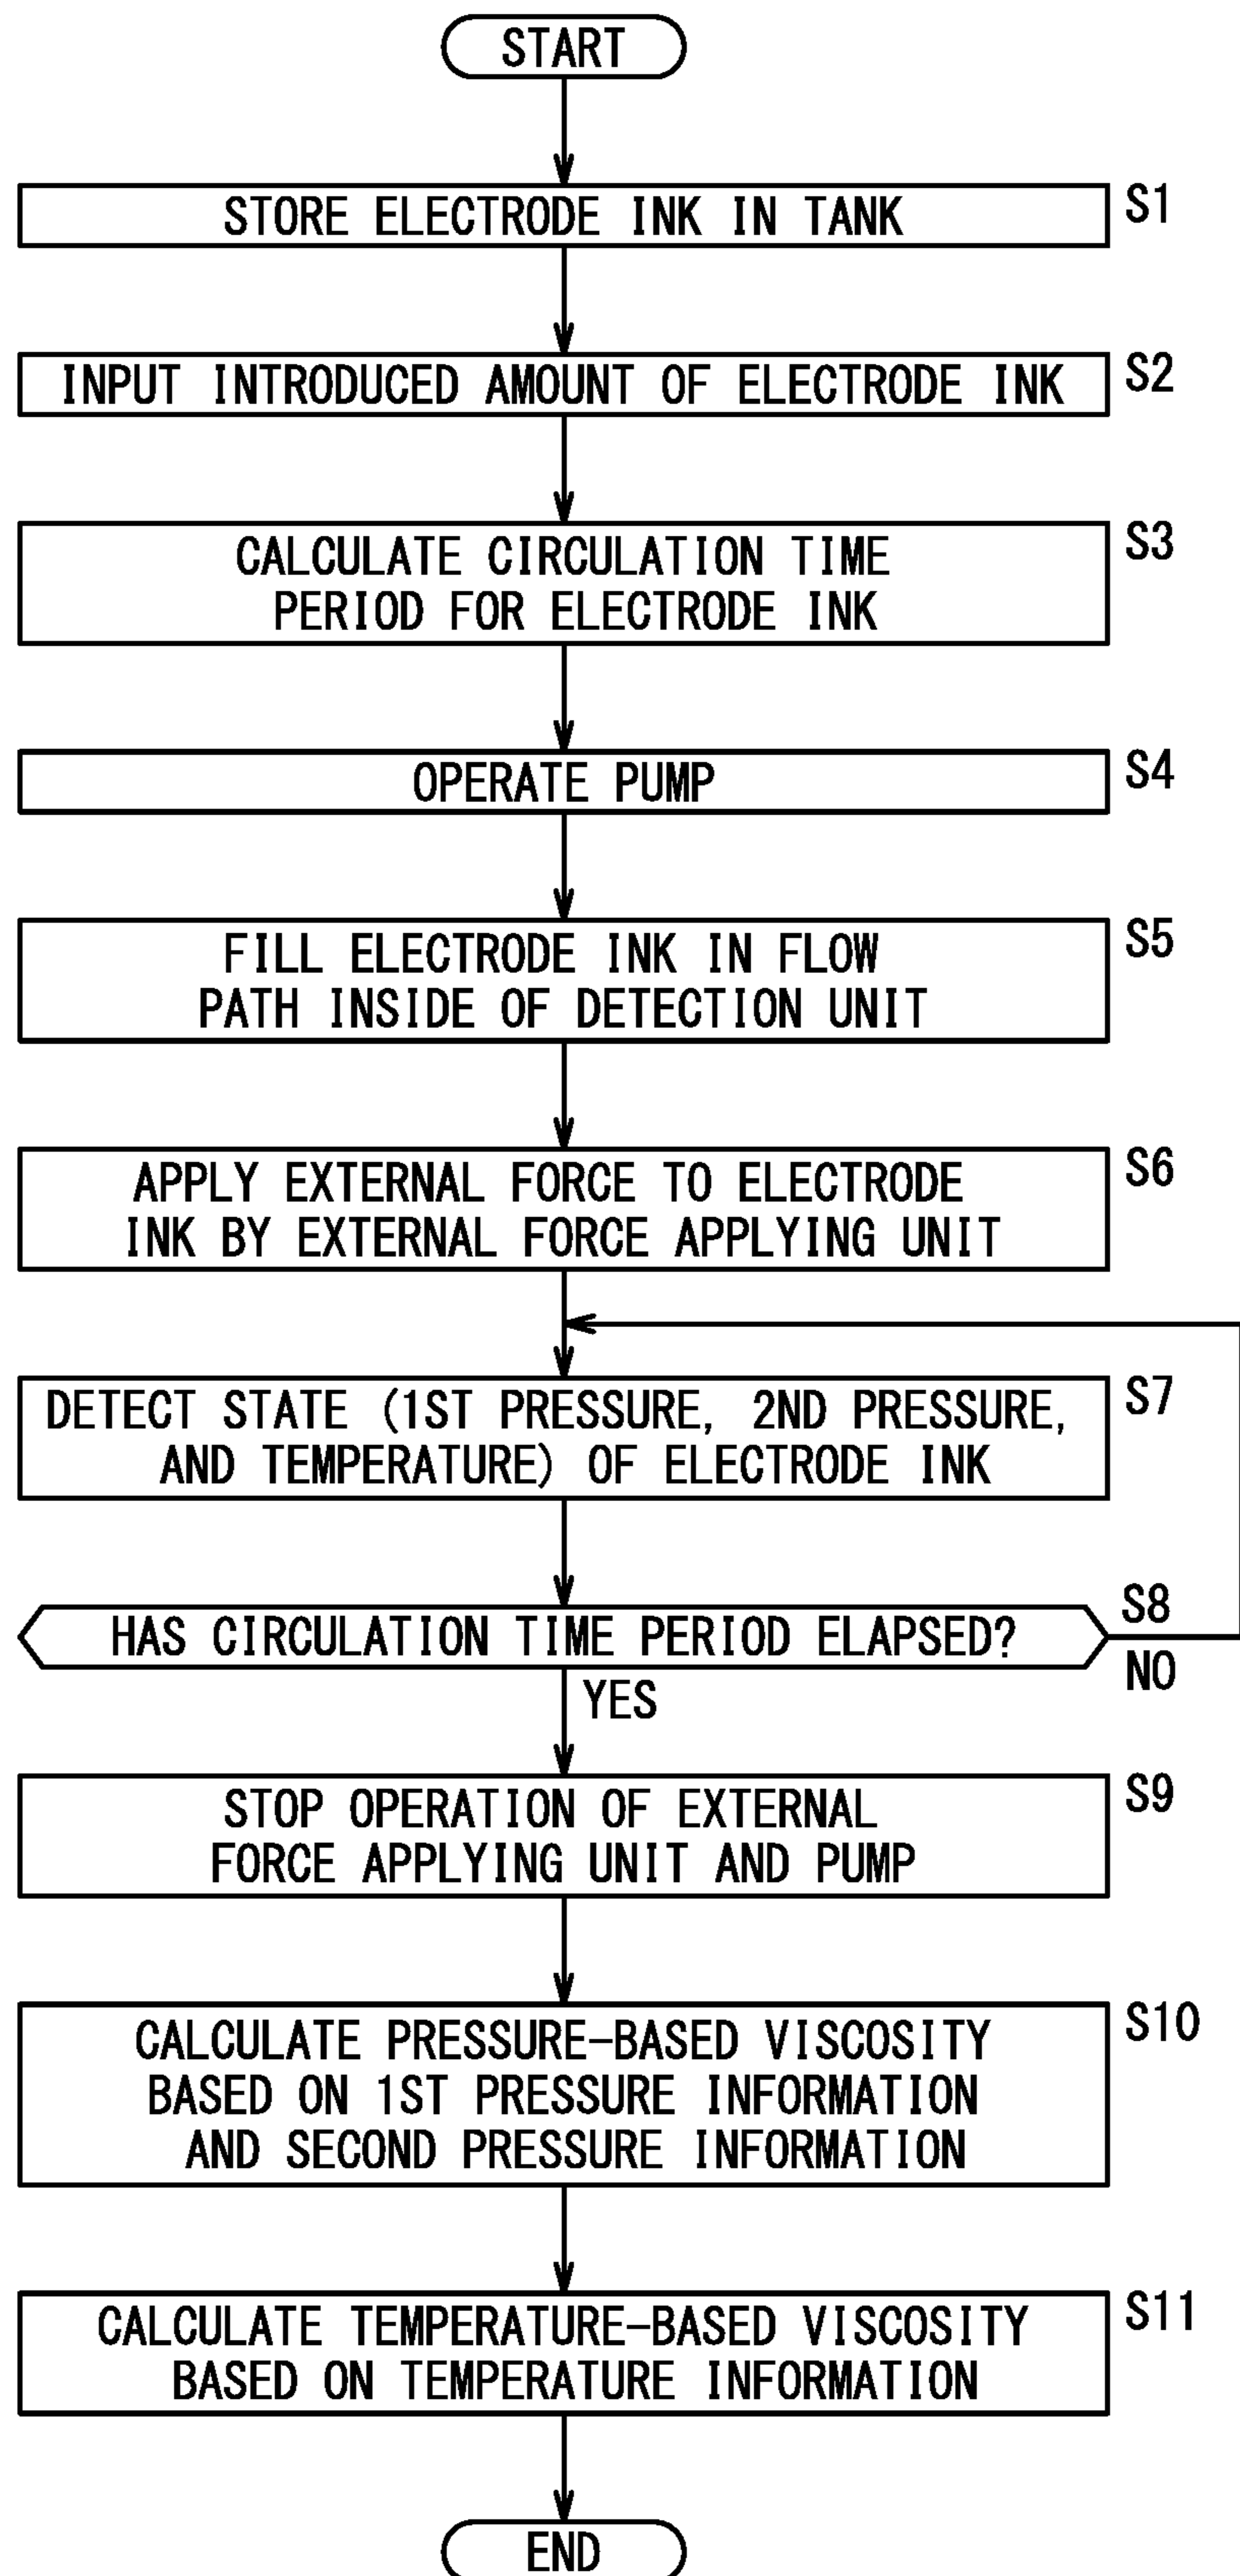 START
STORE ELECTRODE INK IN TANK
S1
INPUT INTRODUCED AMOUNT OF ELECTRODE INK
S2
CALCULATE CIRCULATION TIME
PERIOD FOR ELECTRODE INK
S3
OPERATE PUMP
S4
FILL ELECTRODE INK IN FLOW
PATH INSIDE OF DETECTION UNIT
S5
APPLY EXTERNAL FORCE TO ELECTRODE
INK BY EXTERNAL FORCE APPLYING UNIT
S6
DETECT STATE (1ST PRESSURE, 2ND PRESSURE,
AND TEMPERATURE) OF ELECTRODE INK
S7
HAS CIRCULATION TIME PERIOD ELAPSED?
S8
NO
YES
STOP OPERATION OF EXTERNAL
FORCE APPLYING UNIT AND PUMP
S9
CALCULATE PRESSURE-BASED VISCOSITY
BASED ON 1ST PRESSURE INFORMATION
AND SECOND PRESSURE INFORMATION
S10
CALCULATE TEMPERATURE-BASED VISCOSITY
BASED ON TEMPERATURE INFORMATION
S11
END